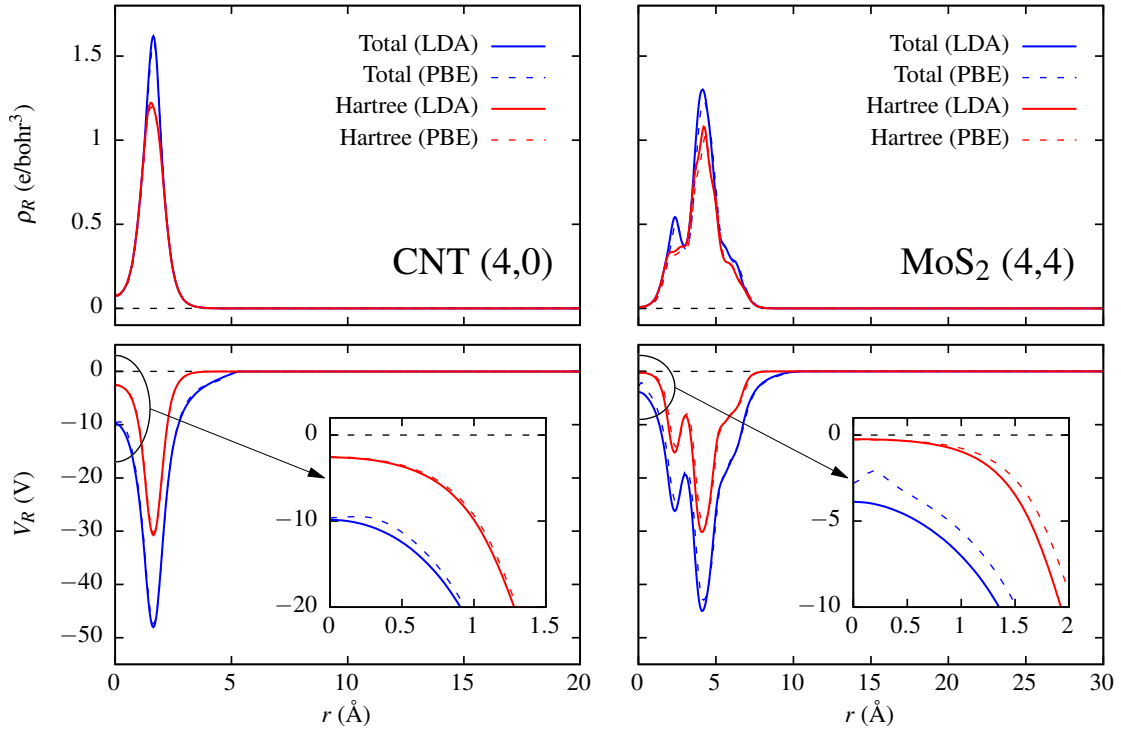 Total (LDA)
Total (PBE)
Hartree (LDA)
Hartree (PBE)
CNT (4,0)
ρR (e/bohr³)
1.5
1
0.5
0
Total (LDA)
Total (PBE)
Hartree (LDA)
Hartree (PBE)
MoS₂ (4,4)
VR (V)
0
−10
−20
−30
−40
−50
0
−10
−20
0 0.5 1 1.5
0 5 10 15 20
r (Å)
0
−5
−10
0 0.5 1 1.5 2
0 5 10 15 20 25 30
r (Å)